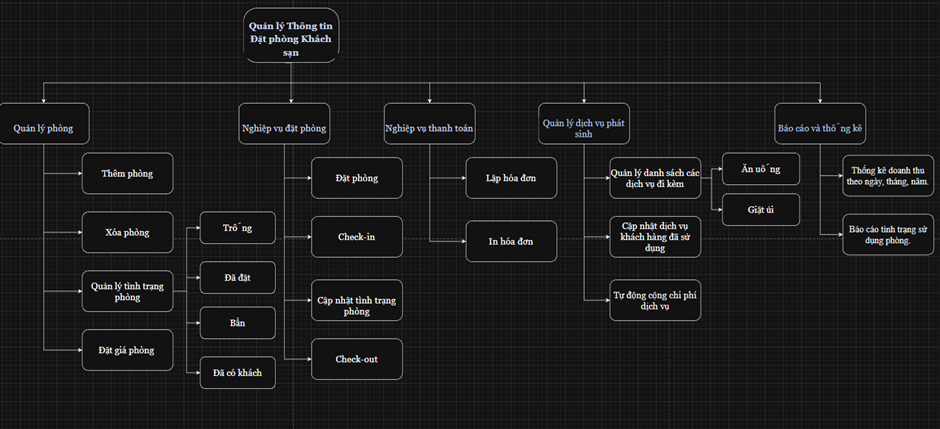 Quản lý Thông tin
Đặt phòng Khách
sạn
Quản lý phòng
Nghiệp vụ đặt phòng
Nghiệp vụ thanh toán
Quản lý dịch vụ phát
sinh
Báo cáo và thống kê
Thêm phòng
Xóa phòng
Quản lý tình trạng
phòng
Đặt giá phòng
Trống
Đã đặt
Bẩn
Đã có khách
Đặt phòng
Check-in
Cập nhật tình trạng
phòng
Check-out
Lập hóa đơn
In hóa đơn
Quản lý danh sách các
dịch vụ đi kèm
Cập nhật dịch vụ
khách hàng đã sử
dụng
Tự động cộng chi phí
dịch vụ
Ăn uống
Giặt ủi
Thống kê doanh thu
theo ngày, tháng, năm.
Báo cáo tình trạng sử
dụng phòng.